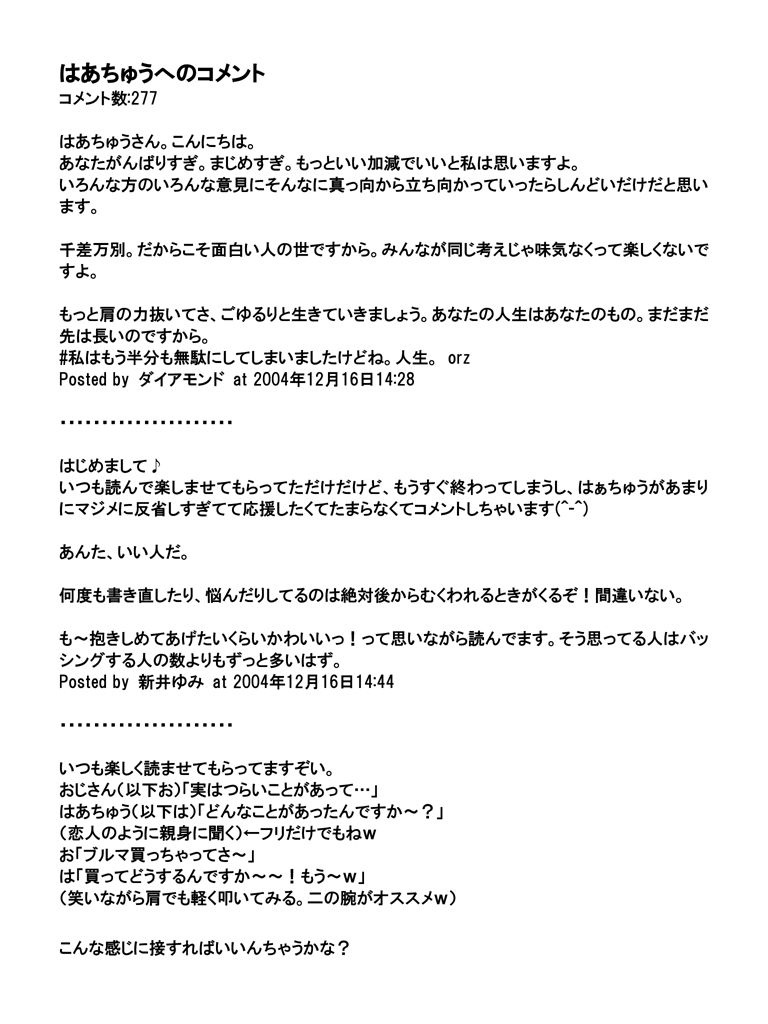 はあちゅうへのコメント
コメント数:277
はあちゅうさん。こんにちは。
あなたがんばりすぎ。まじめすぎ。もっといい加減でいいと私は思いますよ。
いろんな方のいろんな意見にそんなに真っ向から立ち向かっていったらしんどいだけだと思い
ます。
千差万別。だからこそ面白い人の世ですから。みんなが同じ考えじゃ味気なくって楽しくないで
すよ。
もっと肩の力抜いてさ、ごゆるりと生きていきましょう。あなたの人生はあなたのもの。まだまだ
先は長いのですから。
#私はもう半分も無駄にしてしまいましたけどね。人生。 orz
Posted by ダイアモンド at 2004年12月16日14:28
・・・・・・・・・・・・・・・・・・・・・
はじめまして♪
いつも読んで楽しませてもらってただけだけど、もうすぐ終わってしまうし、はぁちゅうがあまり
にマジメに反省しすぎてて応援したくてたまらなくてコメントしちゃいます(^-^)
あんた、いい人だ。
何度も書き直したり、悩んだりしてるのは絶対後からむくわれるときがくるぞ！間違いない。
も～抱きしめてあげたいくらいかわいいっ！って思いながら読んでます。そう思ってる人はバッ
シングする人の数よりもずっと多いはず。
Posted by 新井ゆみ at 2004年12月16日14:44
・・・・・・・・・・・・・・・・・・・・・
いつも楽しく読ませてもらってますぞい。
おじさん（以下お）「実はつらいことがあって…」
はあちゅう（以下は）「どんなことがあったんですか～？」
（恋人のように親身に聞く）←フリだけでもねｗ
お「ブルマ買っちゃってさ～」
は「買ってどうするんですか～～！もう～ｗ」
（笑いながら肩でも軽く叩いてみる。二の腕がオススメｗ）
こんな感じに接すればいいんちゃうかな？